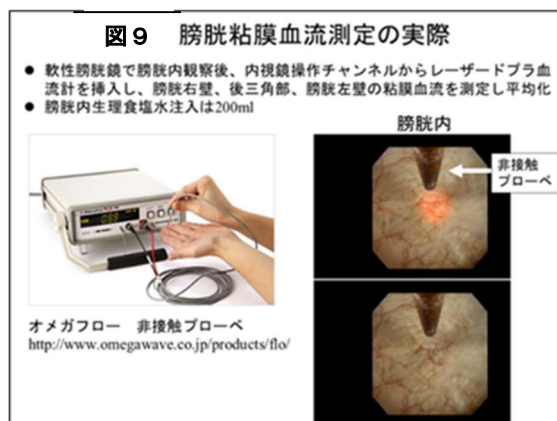 図９ 膀胱粘膜血流測定の実際
● 軟性膀胱鏡で膀胱内観察後、内視鏡操作チャンネルからレーザードプラ血
流計を挿入し、膀胱右壁、後三角部、膀胱左壁の粘膜血流を測定し平均化
● 膀胱内生理食塩水注入は200ml
膀胱内
非接触
プローベ
オメガフロー 非接触プローベ
http://www.omegawave.co.jp/products/flo/